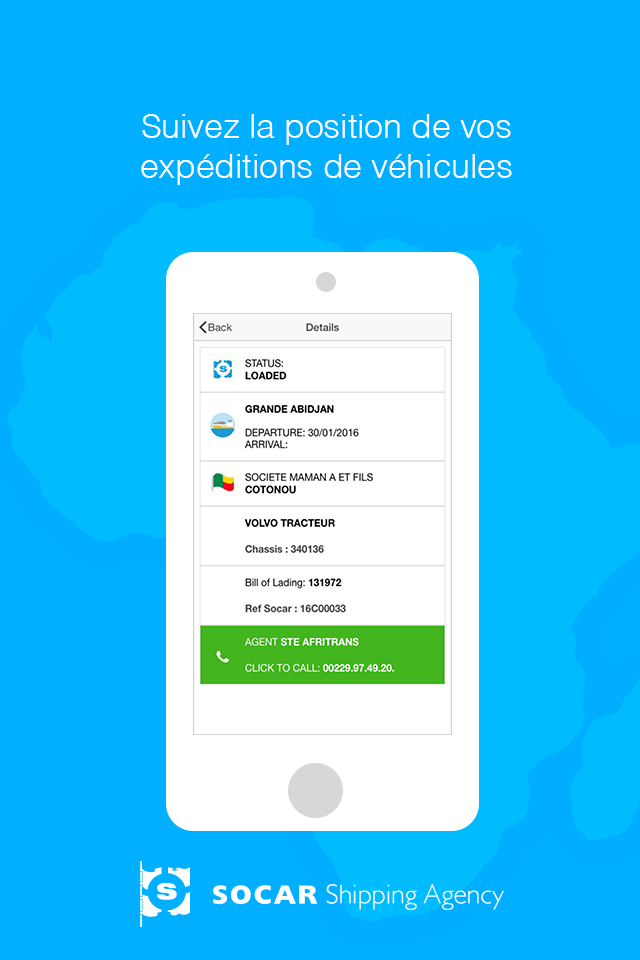 Suivez la position de vos
expéditions de véhicules
Back
Details
STATUS:
LOADED
GRANDE ABIDJAN
DEPARTURE: 30/01/2016
ARRIVAL:
SOCIETE MAMAN A ET FILS
COTONOU
VOLVO TRACTEUR
Chassis : 340136
Bill of Lading: 131972
Ref Socar : 16C00033
AGENT STE AFRITRANS
CLICK TO CALL: 00229.97.49.20.
S SOCAR Shipping Agency